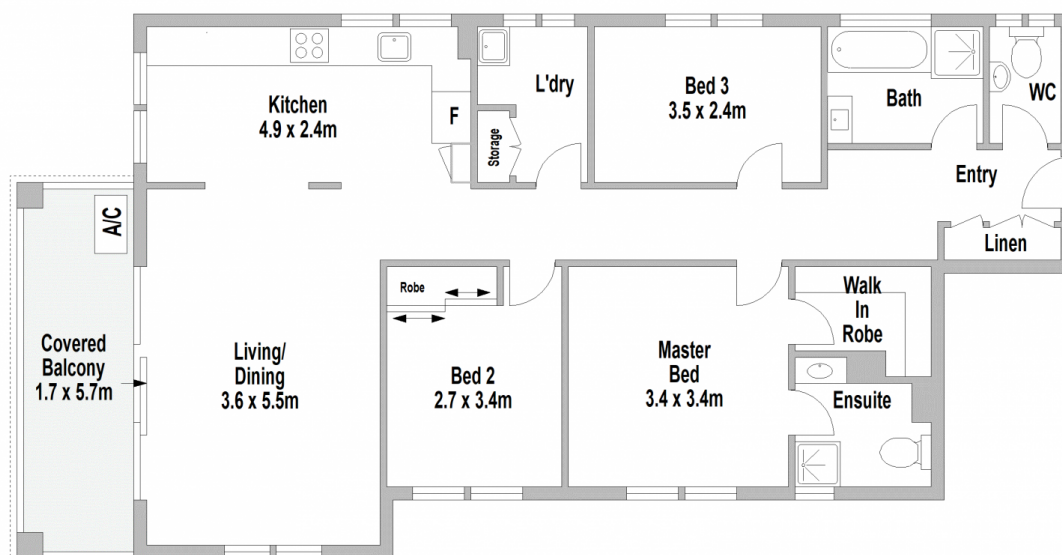 Kitchen
4.9 x 2.4m
F
L'dry
Storage
Bed 3
3.5 x 2.4m
Bath
WC
Entry
Linen
A/C
Covered
Balcony
1.7 x 5.7m
Living/
Dining
3.6 x 5.5m
Robe
Bed 2
2.7 x 3.4m
Master
Bed
3.4 x 3.4m
Walk
In
Robe
Ensuite